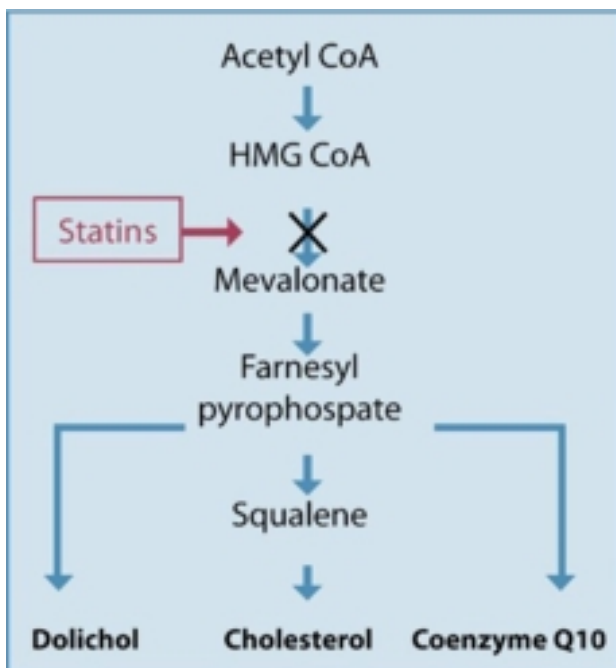 Acetyl CoA
HMG CoA
Statins
Mevalonate
Farnesyl
pyrophospate
Squalene
Dolichol
Cholesterol
Coenzyme Q10